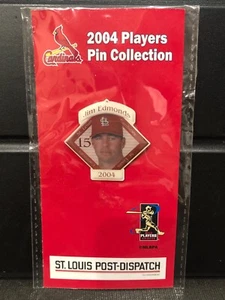 Cardinals
2004 Players
Pin Collection
Jim Edmonds
15
2004
PLAYERS
ST. LOUIS POST-DISPATCH